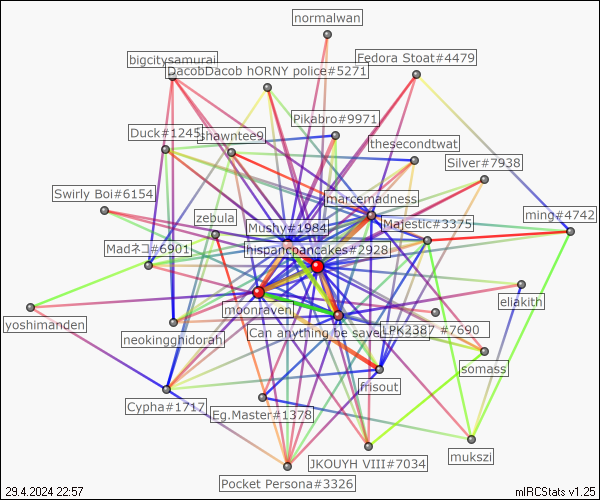 normalwan
bigcitysamurai
Fedora Stoat#4479
DacobDacob hORNY police#5271
Pikabro#9971
Duck#1245
shawntee9
thesecondtwat
Silver#7938
Swirly Boi#6154
marcemadness
zebula
Mushy#1984
Majestic#3375
ming#4742
Madネコ#6901
hispancpancakes#2928
moonraven
eliakith
yoshimanden
neokingghidorah
Can anything be save
LPK2387 #7690
somass
frisout
Cypha#1717
Eg.Master#1378
JKOUYH VIII#7034
mukszi
Pocket Persona#3326
29.4.2024 22:57
mIRCStats v1.25